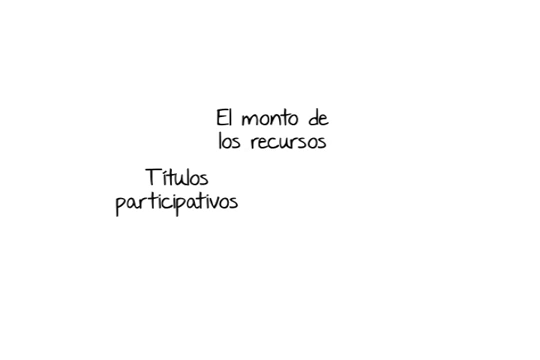 El monto de
los recursos
Títulos
participativos